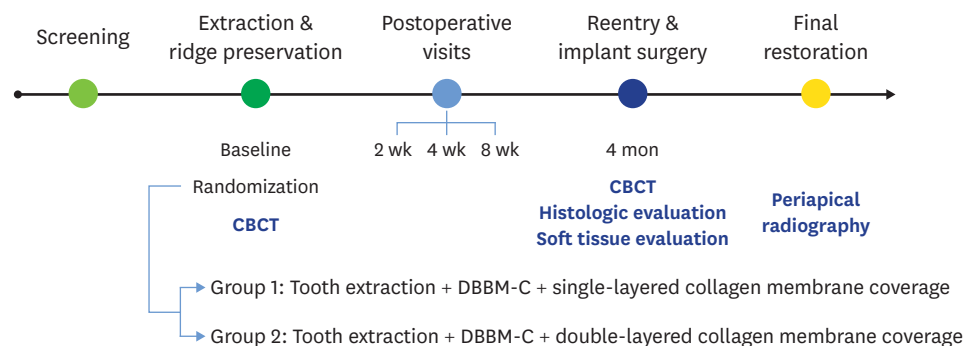 Screening
Extraction &
ridge preservation
Postoperative
visits
Reentry &
implant surgery
Final
restoration
Baseline
2 wk 4 wk 8 wk
4 mon
Randomization
CBCT
CBCT
Histologic evaluation
Soft tissue evaluation
Periapical
radiography
Group 1: Tooth extraction + DBBM-C + single-layered collagen membrane coverage
Group 2: Tooth extraction + DBBM-C + double-layered collagen membrane coverage